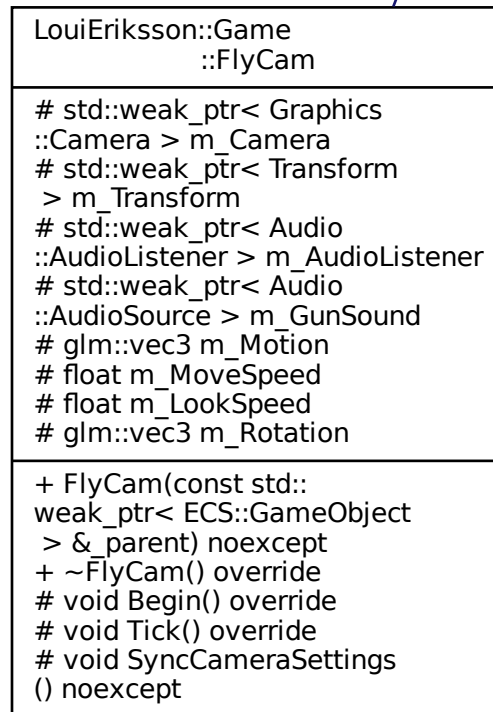 LouiEriksson::Game
::FlyCam
# std::weak_ptr< Graphics
::Camera > m_Camera
# std::weak_ptr< Transform
 > m_Transform
# std::weak_ptr< Audio
::AudioListener > m_AudioListener
# std::weak_ptr< Audio
::AudioSource > m_GunSound
# glm::vec3 m_Motion
# float m_MoveSpeed
# float m_LookSpeed
# glm::vec3 m_Rotation
+ FlyCam(const std::
weak_ptr< ECS::GameObject
 > &_parent) noexcept
+ ~FlyCam() override
# void Begin() override
# void Tick() override
# void SyncCameraSettings
() noexcept